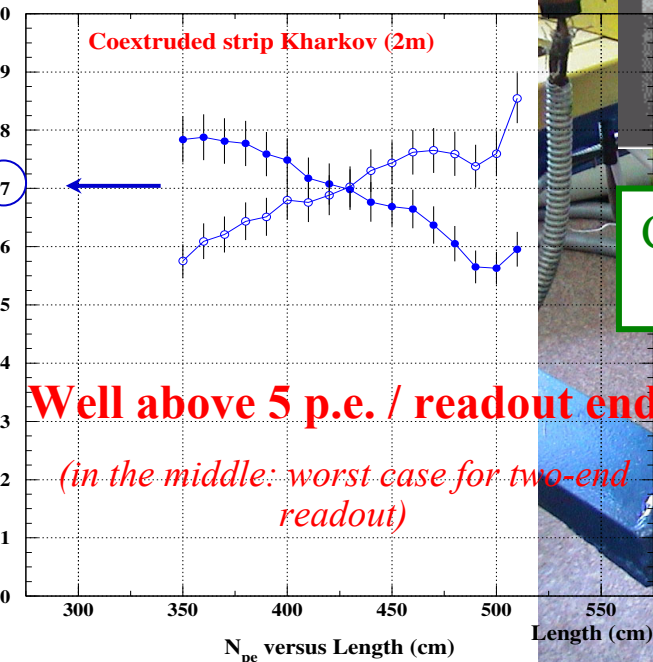 0
Coextruded strip Kharkov (2m)
9
8
7
6
5
4
Well above 5 p.e. / readout end
3
(in the middle: worst case for two-end
2
readout)
1
0
300 350 400 450 500 550
Length (cm)
N_pe versus Length (cm)